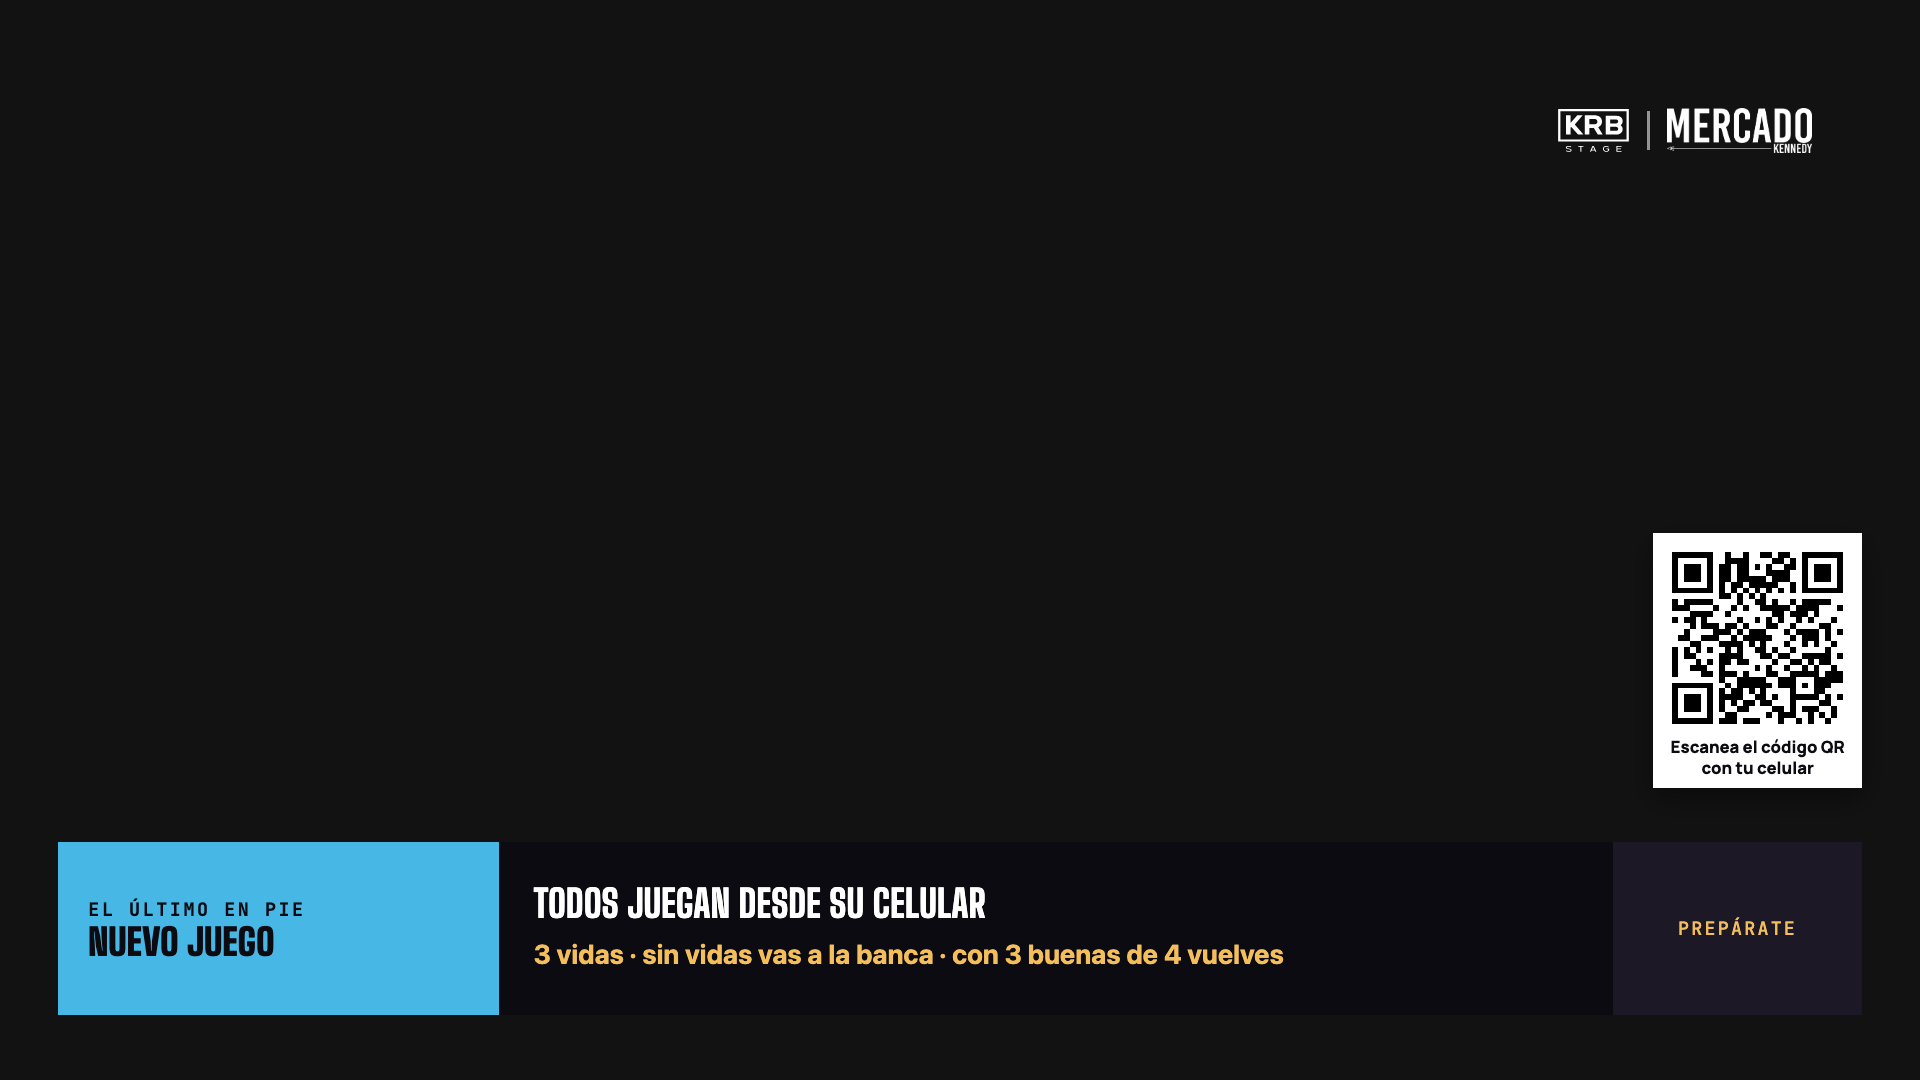 KRB
STAGE
MERCADO
KENNEDY
Escanea el código QR
con tu celular
EL ÚLTIMO EN PIE
NUEVO JUEGO
TODOS JUEGAN DESDE SU CELULAR
3 vidas · sin vidas vas a la banca · con 3 buenas de 4 vuelves
PREPÁRATE